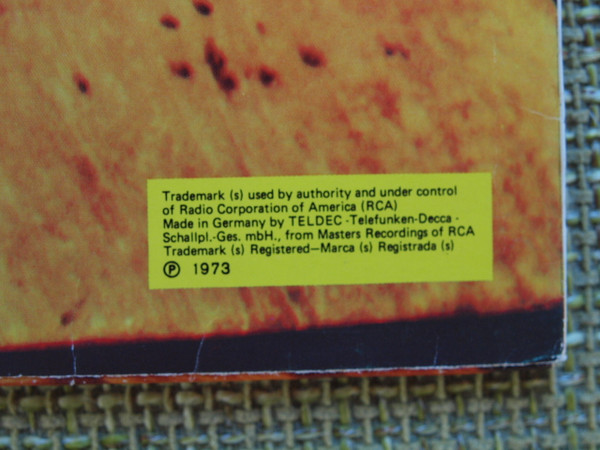 Trademark (s) used by authority and under control
of Radio Corporation of America (RCA)
Made in Germany by TELDEC -Telefunken-Decca -
Schallpl.-Ges. mbH., from Masters Recordings of RCA
Trademark (s) Registered—Marca (s) Registrada (s)
Ⓟ 1973